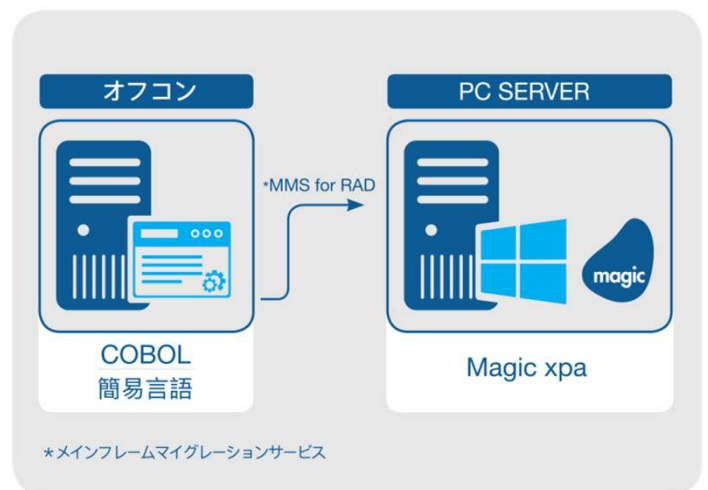 オフコン
COBOL
簡易言語
*MMS for RAD
PC SERVER
magic
Magic xpa
*メインフレームマイグレーションサービス